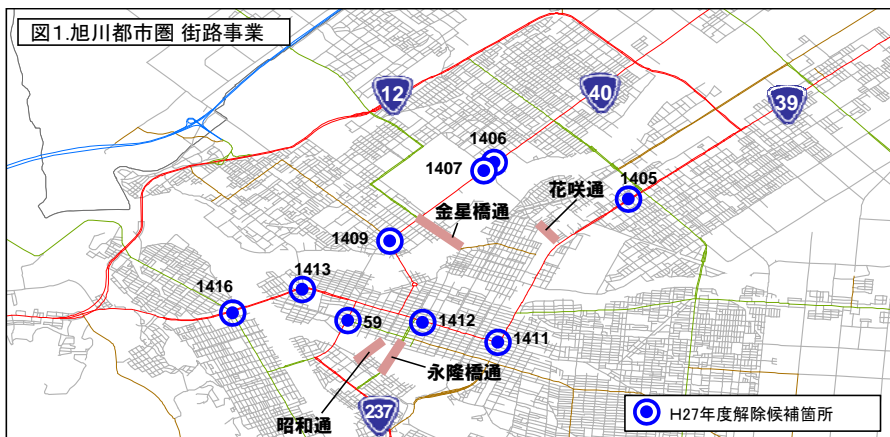 図1.旭川都市圏 街路事業
12
40
39
1406
1407
花咲通
1405
金星橋通
1409
1413
1416
59
1412
1411
永隆橋通
昭和通
237
H27年度解除候補箇所